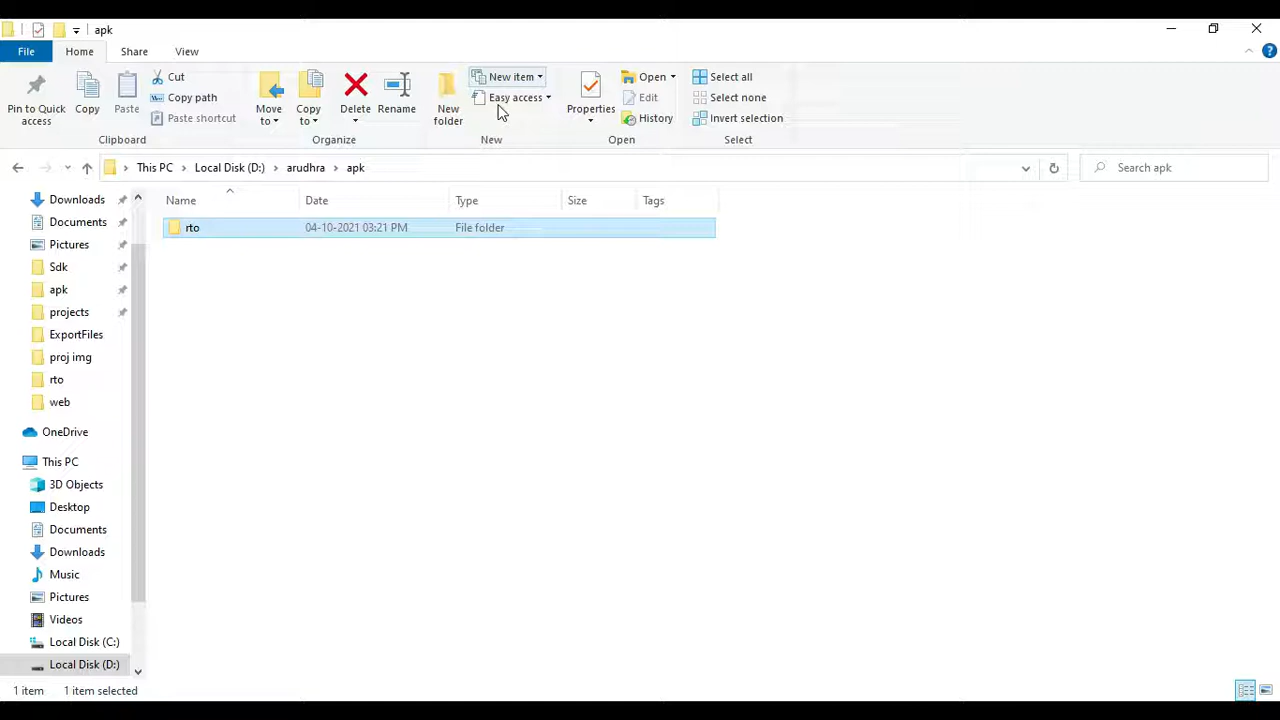 apk
File Home Share View
Pin to Quick access
Copy
Paste
Cut
Copy path
Paste shortcut
Clipboard
Move to
Copy to
Delete
Rename
Organize
New folder
New item
Easy access
New
Properties
Open
Edit
History
Open
Select all
Select none
Invert selection
Select
This PC › Local Disk (D:) › arudhra › apk
Search apk
Name Date Type Size Tags
rto 04-10-2021 03:21 PM File folder
Downloads
Documents
Pictures
Sdk
apk
projects
ExportFiles
proj img
rto
web
OneDrive
This PC
3D Objects
Desktop
Documents
Downloads
Music
Pictures
Videos
Local Disk (C:)
Local Disk (D:)
1 item 1 item selected